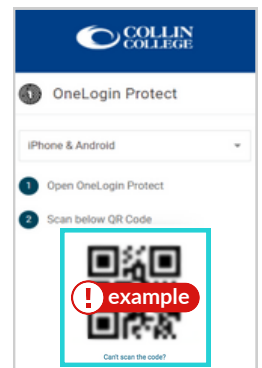 COLLIN
COLLEGE
OneLogin Protect
iPhone & Android
1 Open OneLogin Protect
2 Scan below QR Code
! example
Can't scan the code?